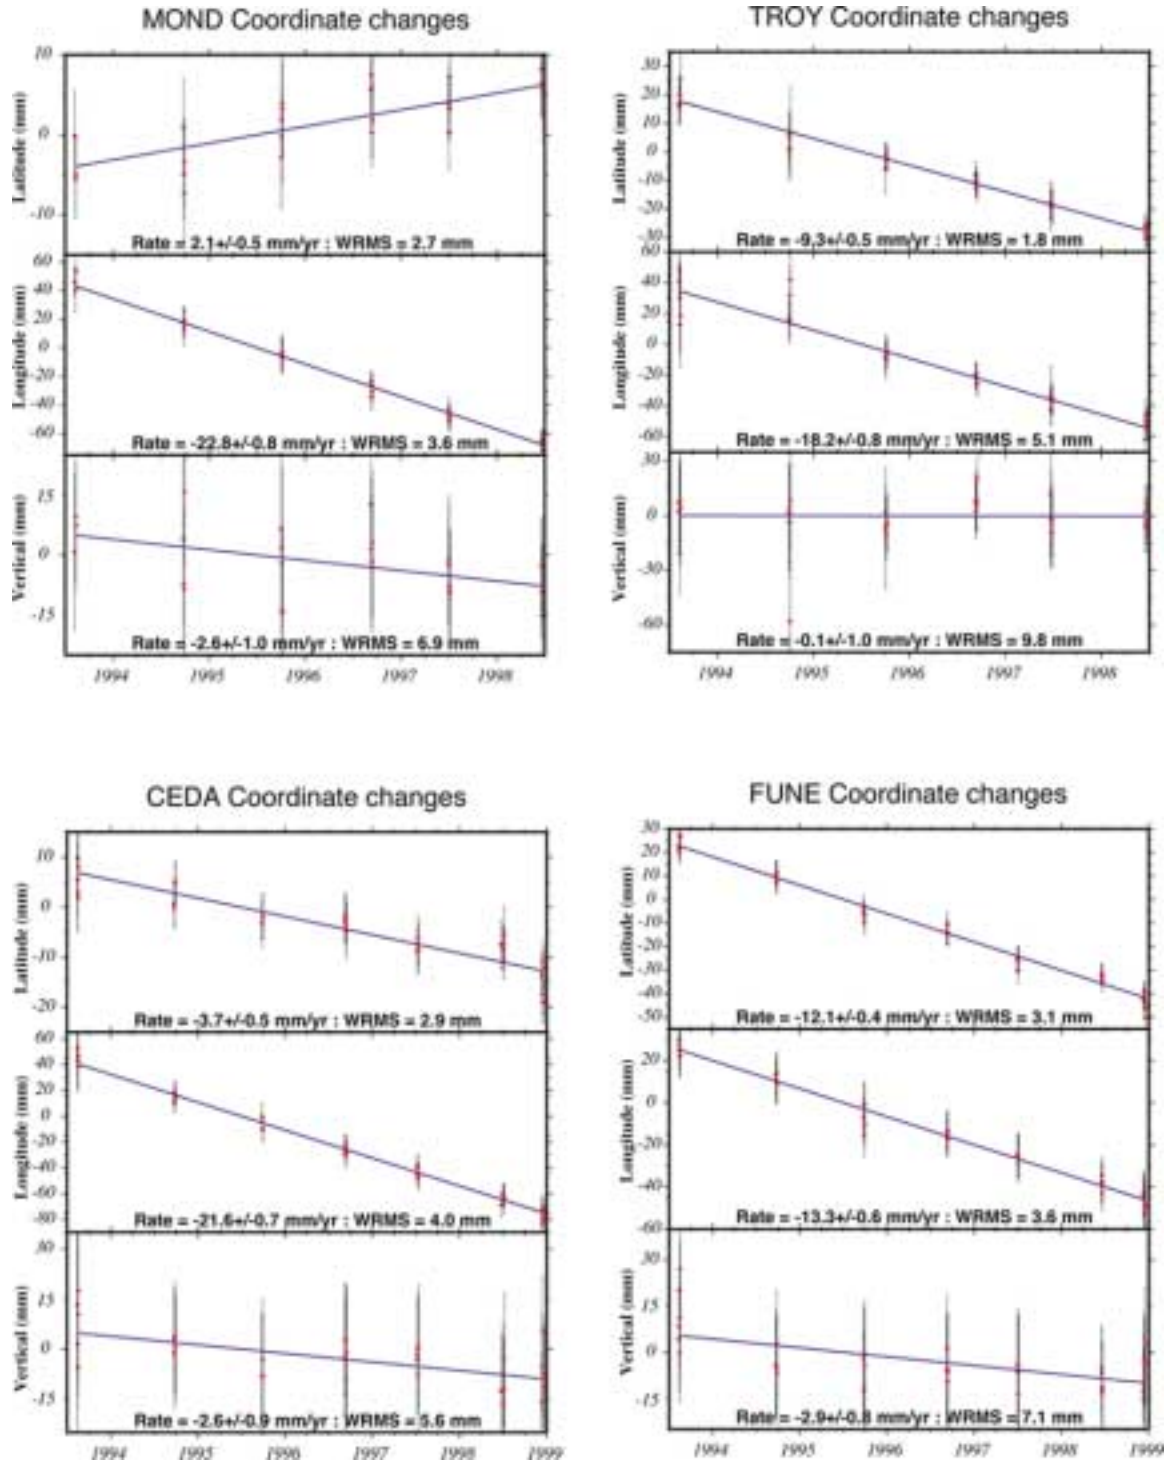 MOND Coordinate changes
10
0
-10
Latitude (mm)
Rate = 2.1+/-0.5 mm/yr : WRMS = 2.7 mm
60
40
20
0
-20
-40
-60
Longitude (mm)
Rate = -22.8+/-0.8 mm/yr : WRMS = 3.6 mm
15
0
-15
Vertical (mm)
Rate = -2.6+/-1.0 mm/yr : WRMS = 6.9 mm
1994 1995 1996 1997 1998
TROY Coordinate changes
30
20
10
0
-10
-20
-30
Latitude (mm)
Rate = -9.3+/-0.5 mm/yr : WRMS = 1.8 mm
60
40
20
0
-20
-40
-60
Longitude (mm)
Rate = -18.2+/-0.8 mm/yr : WRMS = 5.1 mm
30
0
-30
-60
Vertical (mm)
Rate = -0.1+/-1.0 mm/yr : WRMS = 9.8 mm
1994 1995 1996 1997 1998
CEDA Coordinate changes
10
0
-10
-20
Latitude (mm)
Rate = -3.7+/-0.5 mm/yr : WRMS = 2.9 mm
60
40
20
0
-20
-40
-60
-80
Longitude (mm)
Rate = -21.6+/-0.7 mm/yr : WRMS = 4.0 mm
30
15
0
-15
Vertical (mm)
Rate = -2.6+/-0.9 mm/yr : WRMS = 5.6 mm
1994 1995 1996 1997 1998 1999
FUNE Coordinate changes
30
20
10
0
-10
-20
-30
-40
-50
Latitude (mm)
Rate = -12.1+/-0.4 mm/yr : WRMS = 3.1 mm
20
0
-20
-40
-60
Longitude (mm)
Rate = -13.3+/-0.6 mm/yr : WRMS = 3.6 mm
30
15
0
-15
Vertical (mm)
Rate = -2.9+/-0.8 mm/yr : WRMS = 7.1 mm
1994 1995 1996 1997 1998 1999